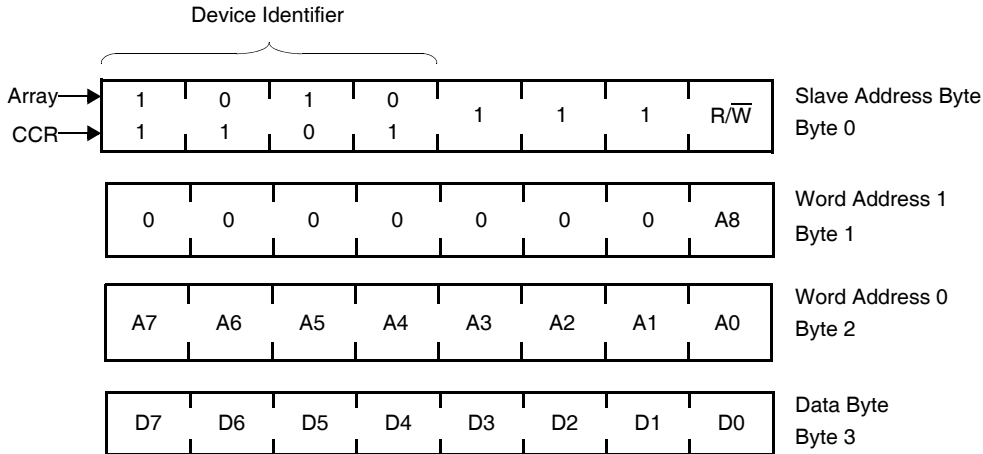 Device Identifier
Array 1 0 1 0 1 1 1 R/W̅ Slave Address Byte
CCR 1 1 0 1 Byte 0
0 0 0 0 0 0 0 A8 Word Address 1
Byte 1
A7 A6 A5 A4 A3 A2 A1 A0 Word Address 0
Byte 2
D7 D6 D5 D4 D3 D2 D1 D0 Data Byte
Byte 3